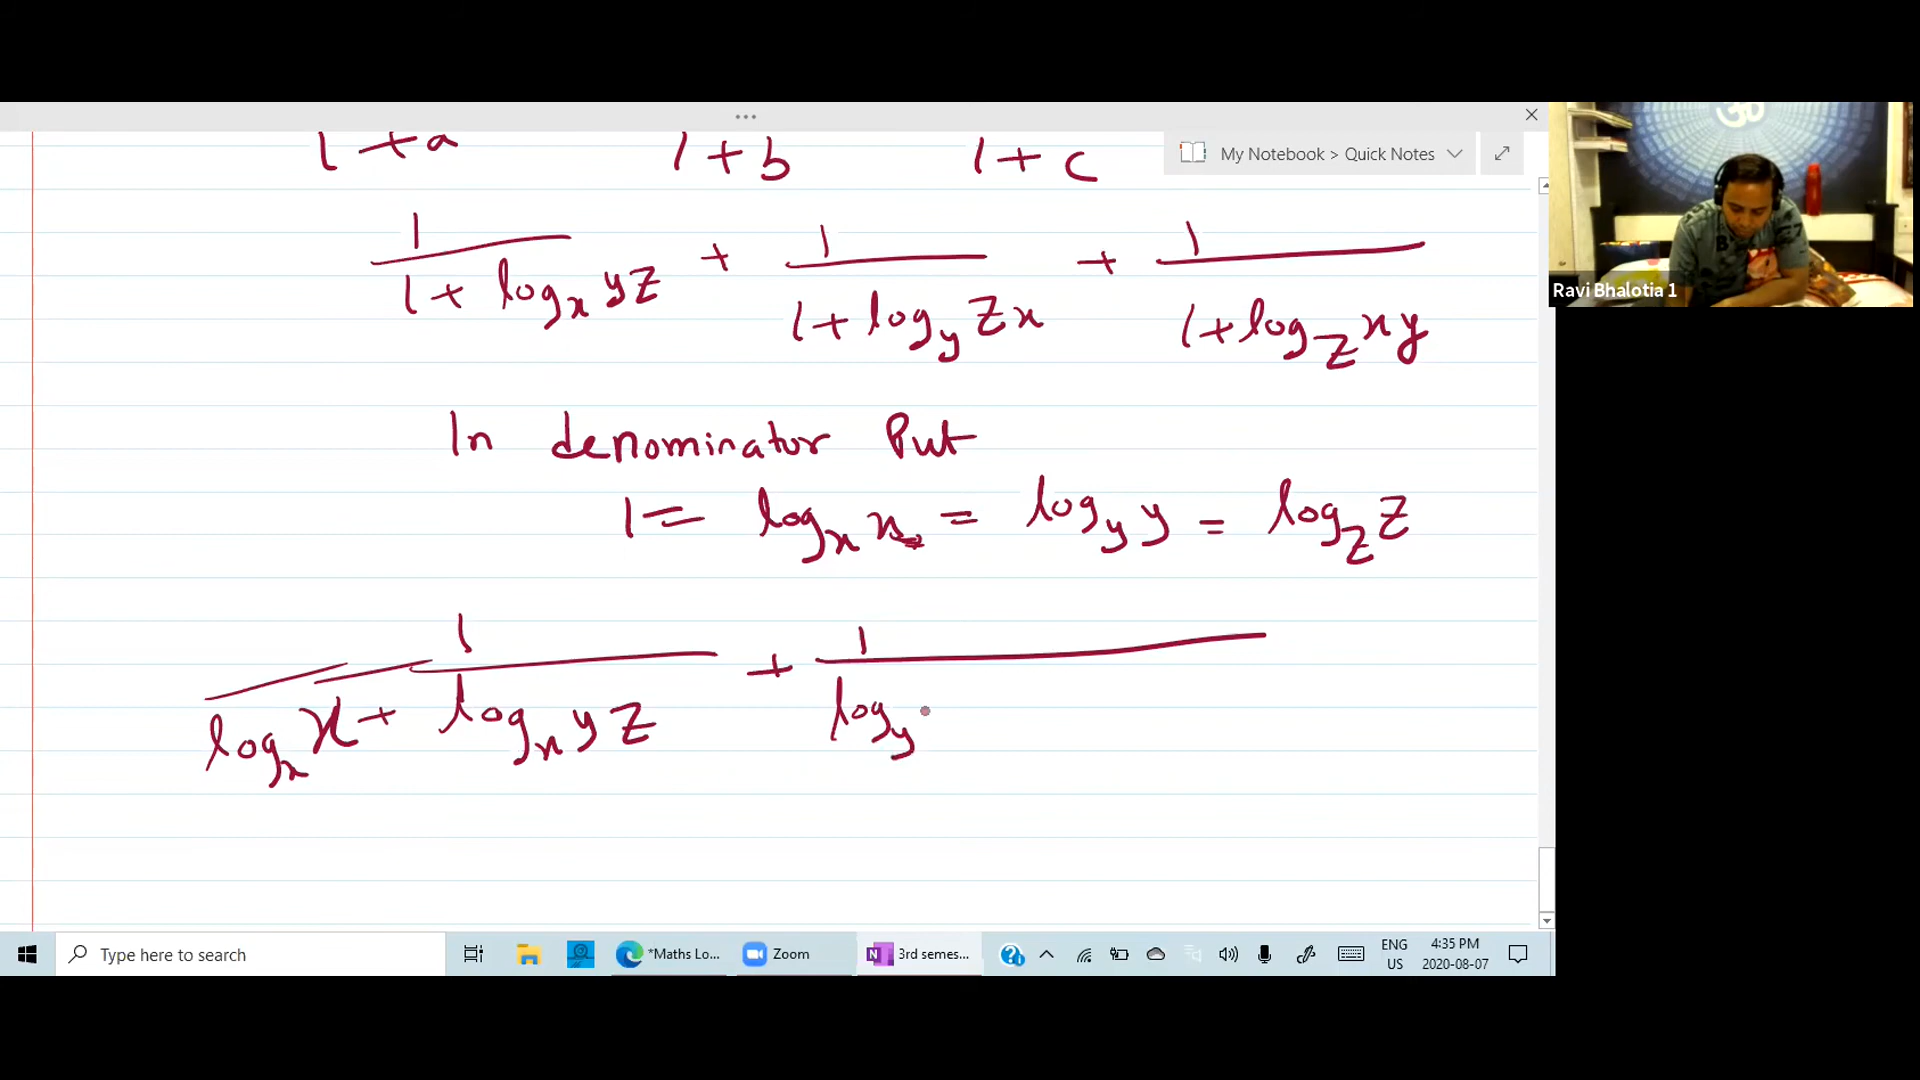 1 + a 1 + b 1 + c
My Notebook > Quick Notes
1/(1 + log_x yz) + 1/(1 + log_y zx) + 1/(1 + log_z xy)
Ravi Bhalotia 1
In denominator Put
1 = log_x x = log_y y = log_z z
1/(log_x x + log_x yz) + 1/(log_y
Type here to search
*Maths Lo...
Zoom
3rd semes...
ENG
US
4:35 PM
2020-08-07